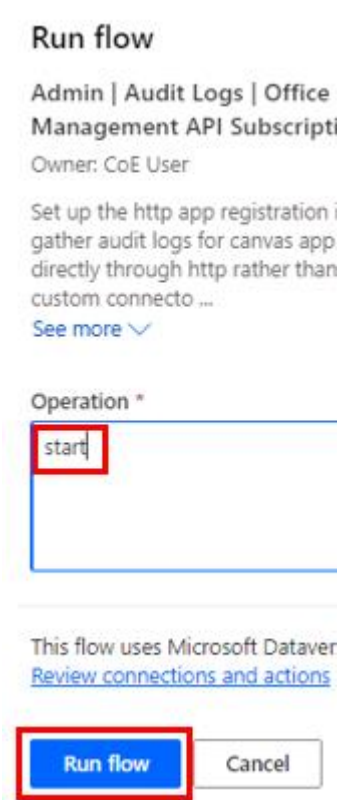 Run flow
Admin | Audit Logs | Office
Management API Subscripti
Owner: CoE User
Set up the http app registration i
gather audit logs for canvas app
directly through http rather than
custom connecto ...
See more
Operation *
start
This flow uses Microsoft Dataver
Review connections and actions
Run flow Cancel